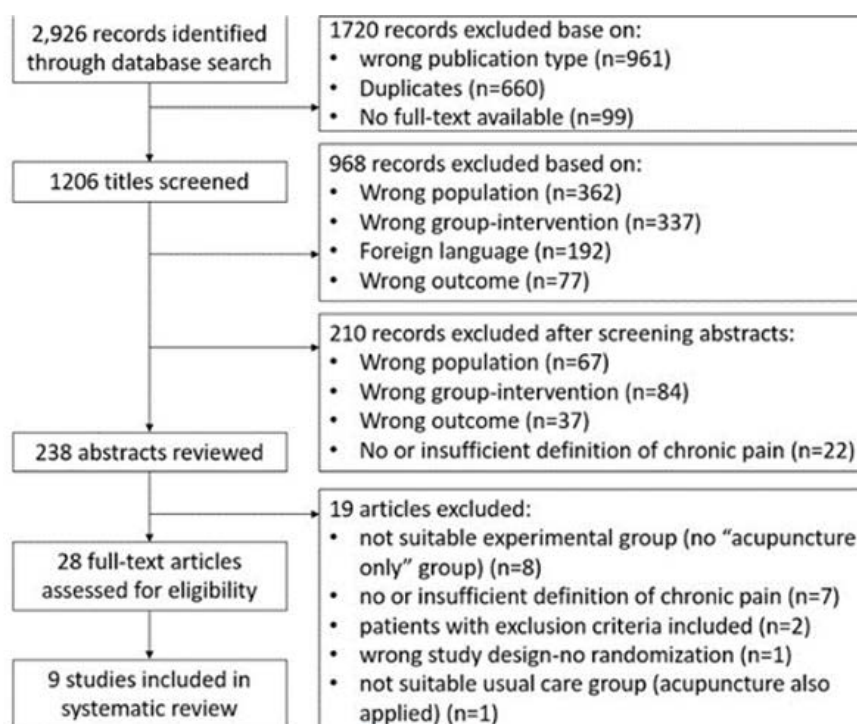 2,926 records identified
through database search
1720 records excluded base on:
• wrong publication type (n=961)
• Duplicates (n=660)
• No full-text available (n=99)
1206 titles screened
968 records excluded based on:
• Wrong population (n=362)
• Wrong group-intervention (n=337)
• Foreign language (n=192)
• Wrong outcome (n=77)
210 records excluded after screening abstracts:
• Wrong population (n=67)
• Wrong group-intervention (n=84)
• Wrong outcome (n=37)
• No or insufficient definition of chronic pain (n=22)
238 abstracts reviewed
19 articles excluded:
• not suitable experimental group (no “acupuncture
only” group) (n=8)
• no or insufficient definition of chronic pain (n=7)
• patients with exclusion criteria included (n=2)
• wrong study design-no randomization (n=1)
• not suitable usual care group (acupuncture also
applied) (n=1)
28 full-text articles
assessed for eligibility
9 studies included in
systematic review